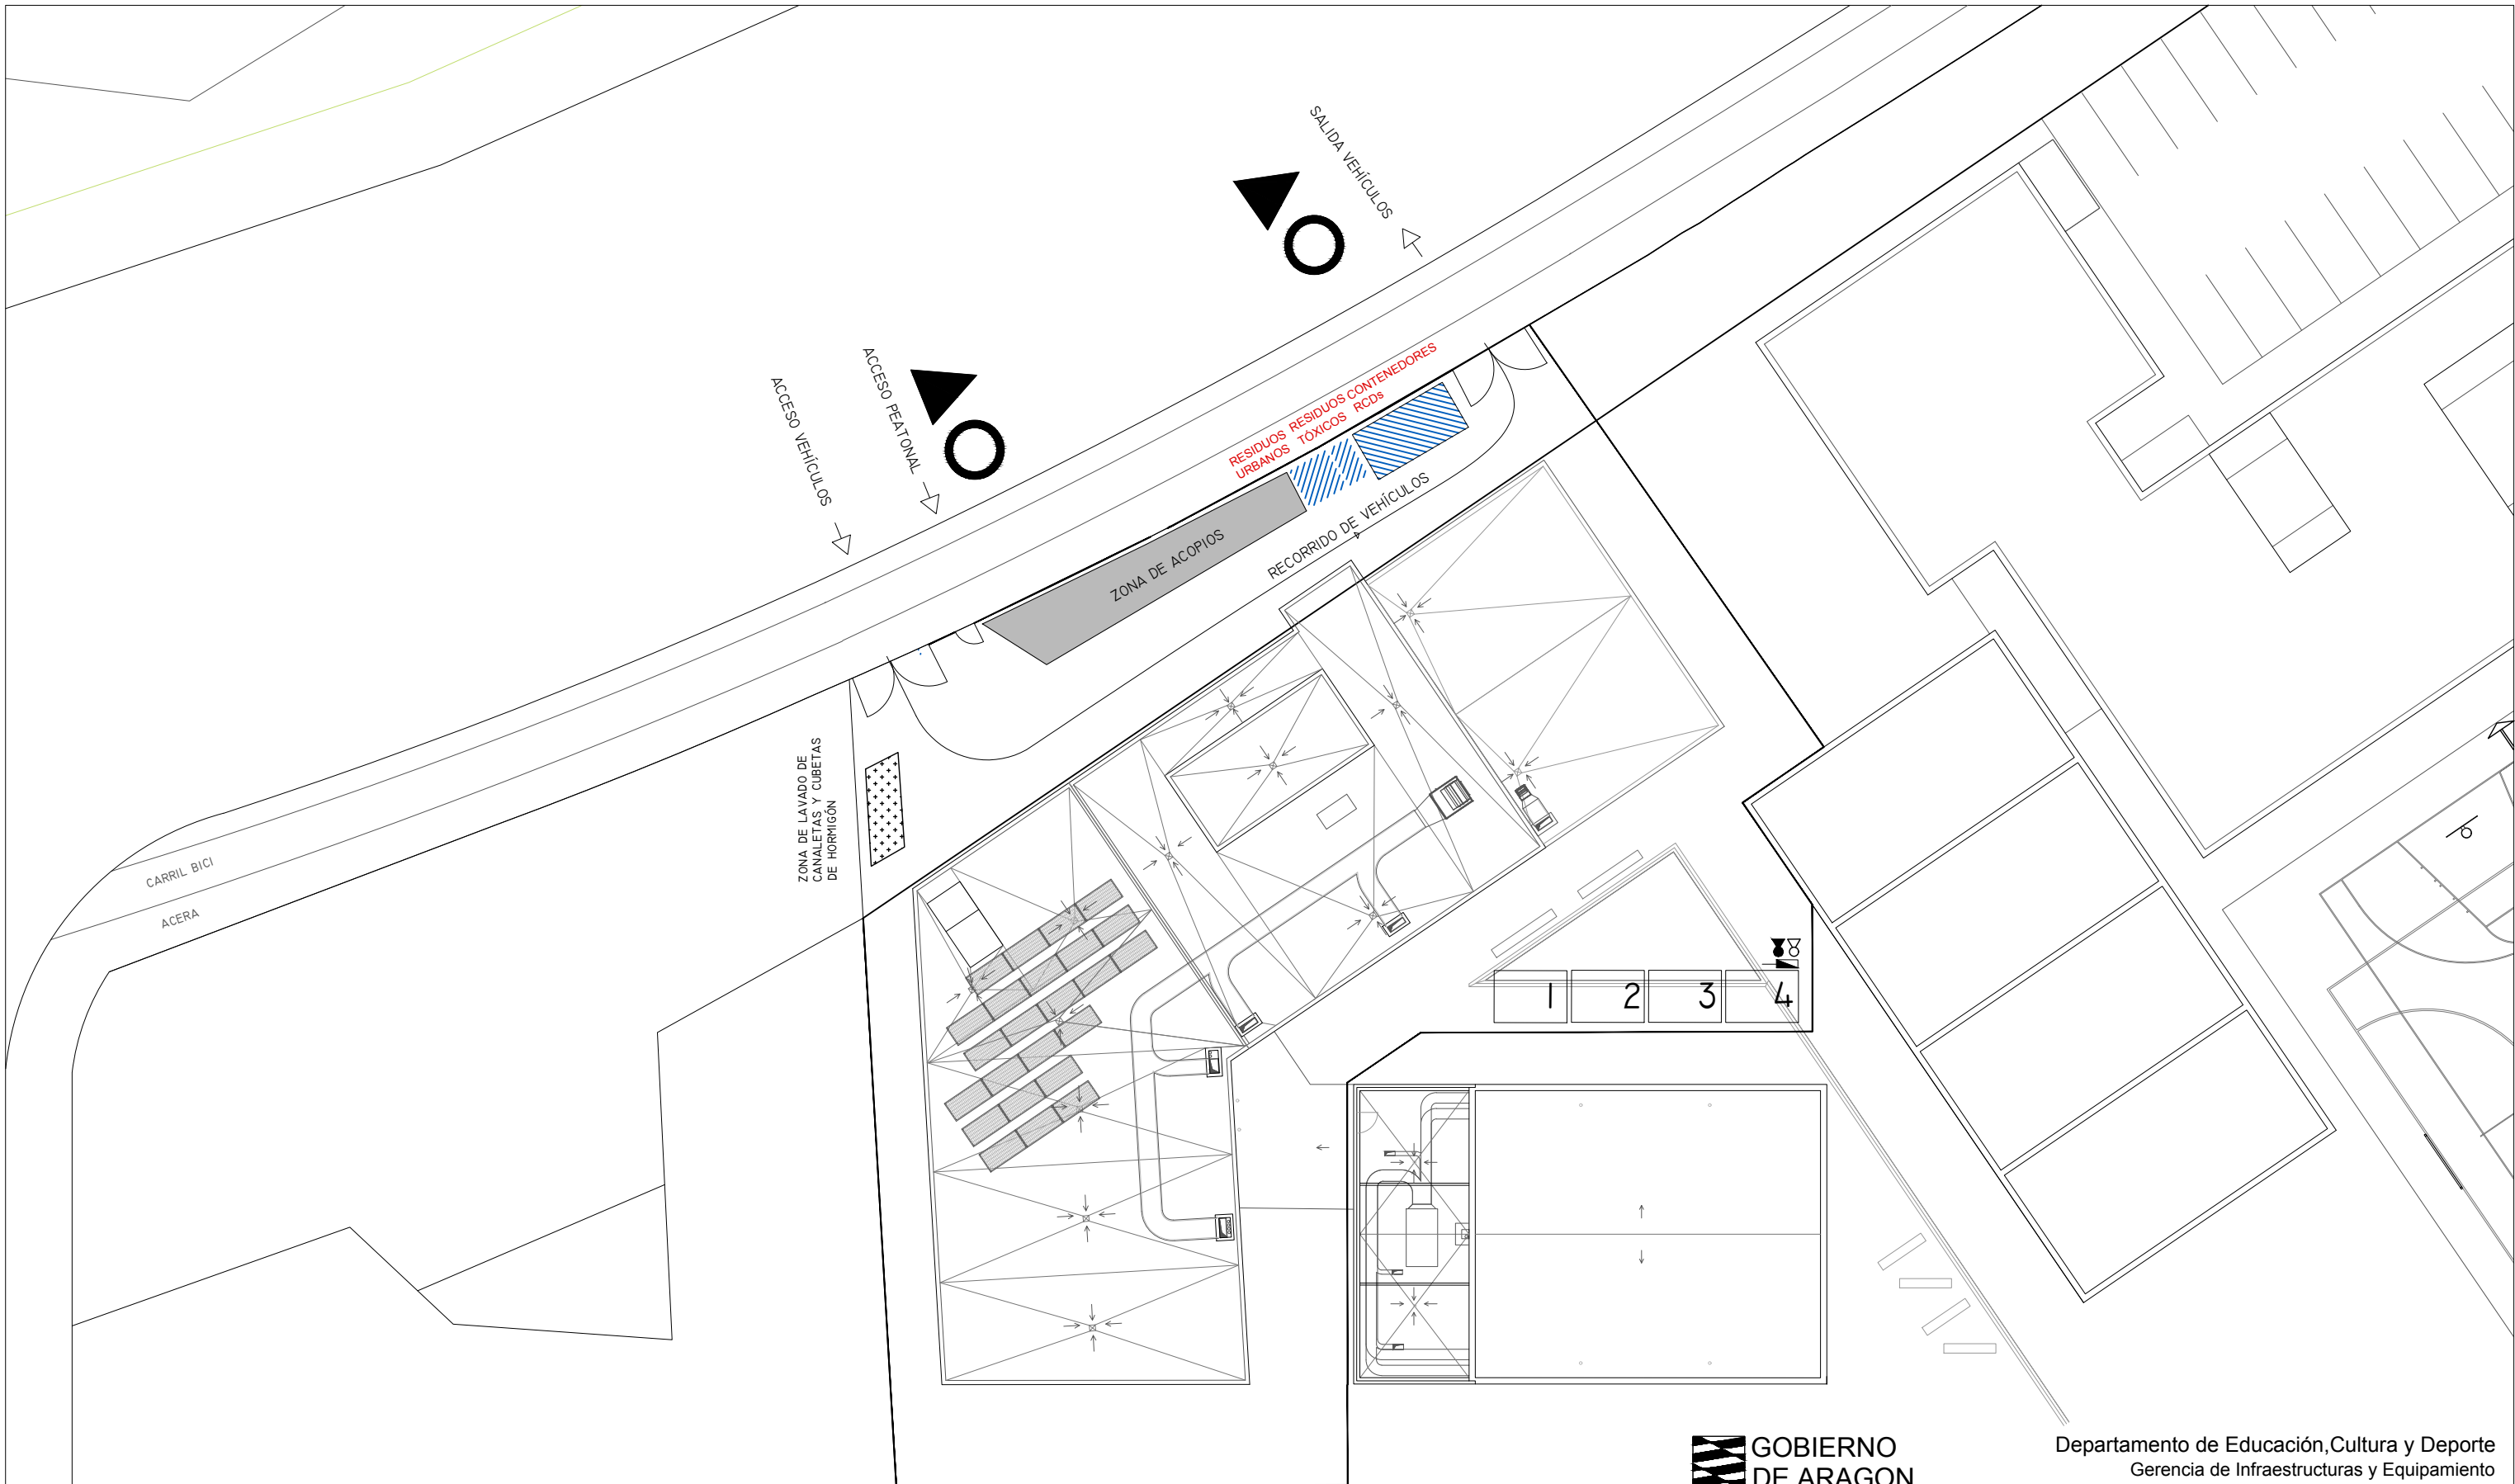 SALIDA VEHÍCULOS
ACCESO PEATONAL
ACCESO VEHÍCULOS
RESIDUOS URBANOS
RESIDUOS TÓXICOS
CONTENEDORES RCDs
ZONA DE ACOPIOS
RECORRIDO DE VEHÍCULOS
ZONA DE LAVADO DE
CANALETAS Y CUBETAS
DE HORMIGÓN
CARRIL BICI
ACERA
1
2
3
4
GOBIERNO
DE ARAGON
Departamento de Educación,Cultura y Deporte
Gerencia de Infraestructuras y Equipamiento